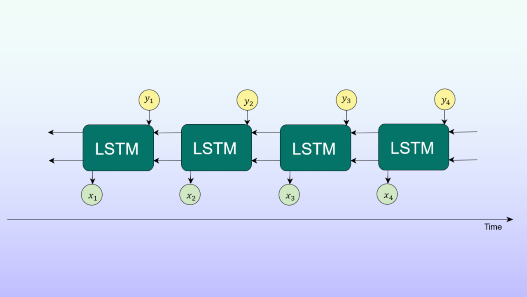 y1 y2 y3 y4
LSTM LSTM LSTM LSTM
x1 x2 x3 x4
Time